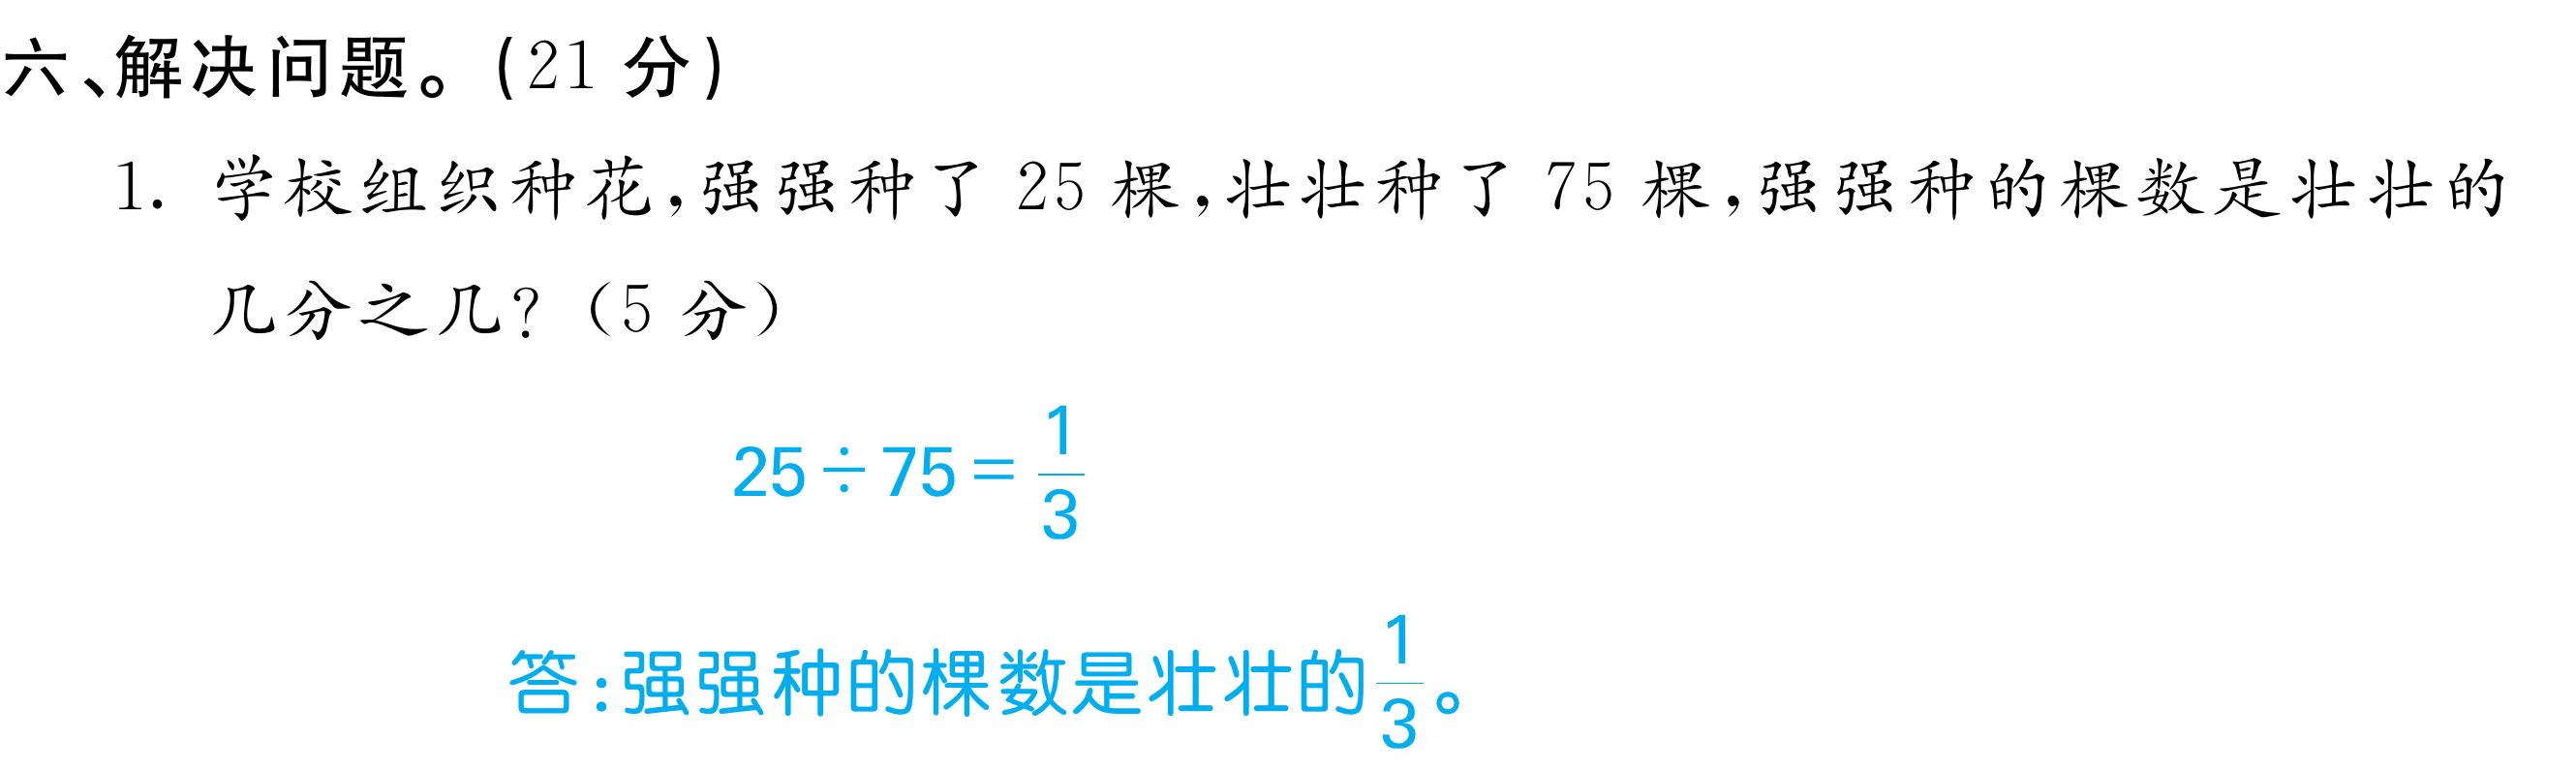 六、解决问题。(21 分)
1. 学校组织种花,强强种了 25 棵,壮壮种了 75 棵,强强种的棵数是壮壮的
几分之几?(5 分)
25÷75=1/3
答:强强种的棵数是壮壮的1/3。